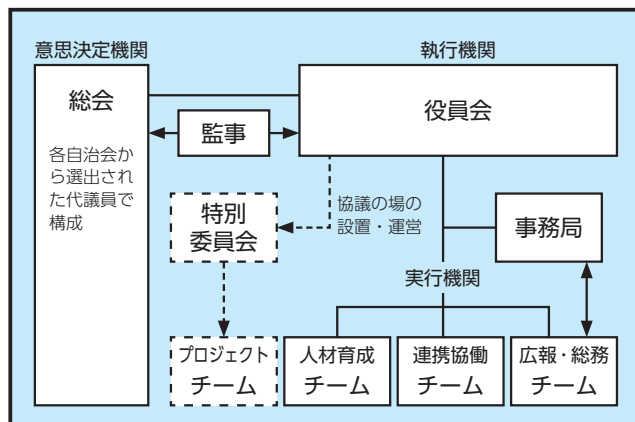 意思決定機関
総会
各自治会か
ら選出され
た代議員で
構成
監事
執行機関
役員会
協議の場の
設置・運営
特別
委員会
事務局
実行機関
プロジェクト
チーム
人材育成
チーム
連携協働
チーム
広報・総務
チーム